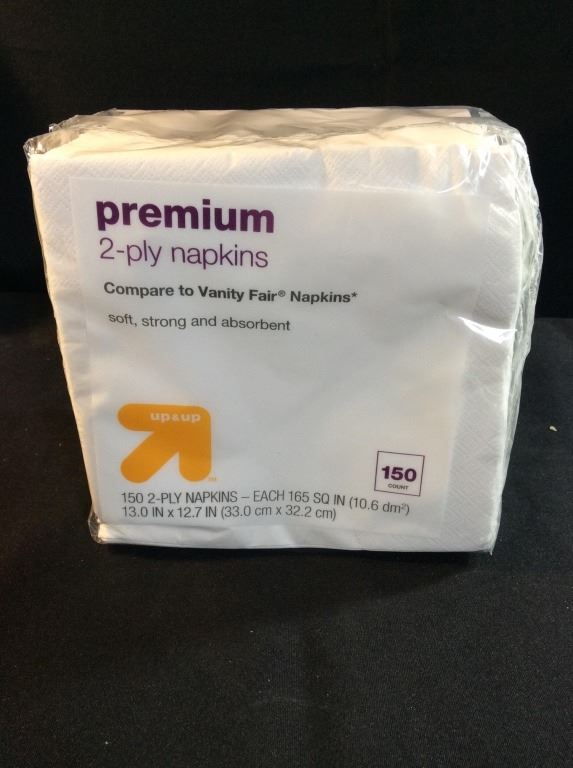 premium
2-ply napkins
Compare to Vanity Fair® Napkins*
soft, strong and absorbent
up&up
™
150
COUNT
150 2-PLY NAPKINS – EACH 165 SQ IN (10.6 dm²)
13.0 IN x 12.7 IN (33.0 cm x 32.2 cm)